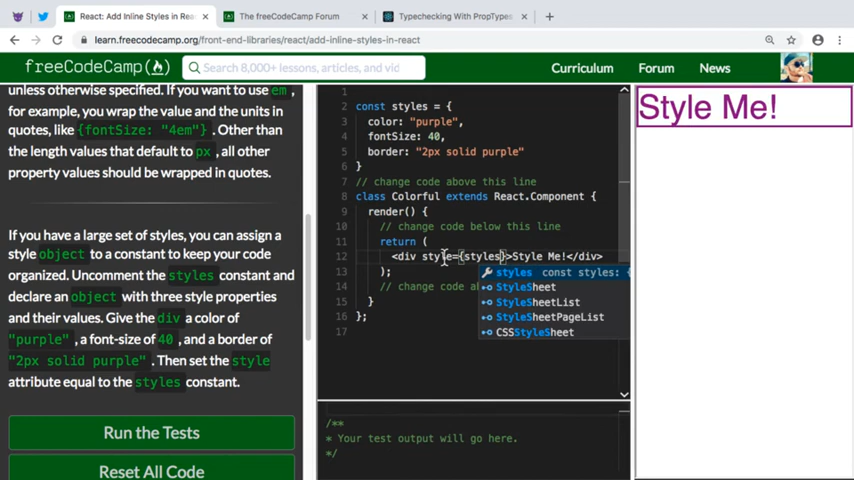 React: Add Inline Styles in Rea
The freeCodeCamp Forum
Typechecking With PropTypes
learn.freecodecamp.org/front-end-libraries/react/add-inline-styles-in-react
freeCodeCamp
Search 8,000+ lessons, articles, and vid
Curriculum
Forum
News
unless otherwise specified. If you want to use em ,
for example, you wrap the value and the units in
quotes, like {fontSize: "4em"} . Other than
the length values that default to px , all other
property values should be wrapped in quotes.
If you have a large set of styles, you can assign a
style object to a constant to keep your code
organized. Uncomment the styles constant and
declare an object with three style properties
and their values. Give the div a color of
"purple" , a font-size of 40 , and a border of
"2px solid purple" . Then set the style
attribute equal to the styles constant.
Run the Tests
Reset All Code
1
2 const styles = {
3 color: "purple",
4 fontSize: 40,
5 border: "2px solid purple"
6 }
7 // change code above this line
8 class Colorful extends React.Component {
9 render() {
10 // change code below this line
11 return (
12 <div style={styles}>Style Me!</div>
13 );
14 // change code a
15 }
16 };
17
styles const styles: {
StyleSheet
StyleSheetList
StyleSheetPageList
CSSStyleSheet
/**
* Your test output will go here.
*/
Style Me!